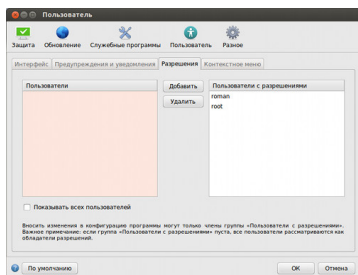 Пользователь
Защита Обновление Служебные программы Пользователь Разное
Интерфейс Предупреждения и уведомления Разрешения Контекстное меню
Пользователи
Добавить
Удалить
Пользователи с разрешениями
roman
root
Показывать всех пользователей
Вносить изменения в конфигурацию программы могут только члены группы «Пользователи с разрешениями».
Важное примечание: если группа «Пользователи с разрешениями» пуста, все пользователи рассматриваются как
обладатели разрешений.
По умолчанию
ОК
Отмена